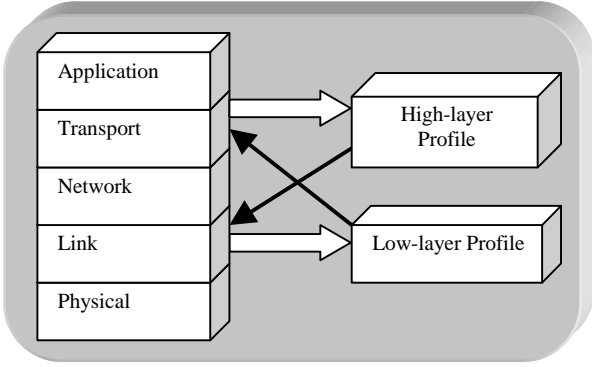 Application
Transport
Network
Link
Physical
High-layer
Profile
Low-layer Profile